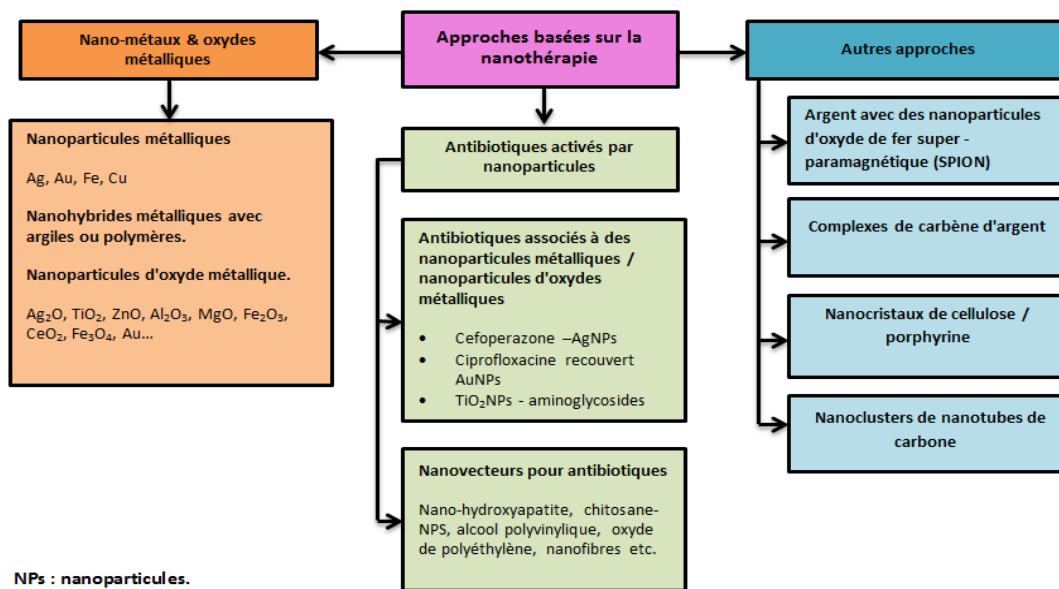 Approches basées sur la
nanothérapie
Nano-métaux & oxydes
métalliques
Nanoparticules métalliques
Ag, Au, Fe, Cu
Nanohybrides métalliques avec
argiles ou polymères.
Nanoparticules d'oxyde métallique.
Ag₂O, TiO₂, ZnO, Al₂O₃, MgO, Fe₂O₃,
CeO₂, Fe₃O₄, Au...
Antibiotiques activés par
nanoparticules
Antibiotiques associés à des
nanoparticules métalliques /
nanoparticules d'oxydes
métalliques
• Cefoperazone –AgNPs
• Ciprofloxacine recouvert
AuNPs
• TiO₂NPs - aminoglycosides
Nanovecteurs pour antibiotiques
Nano-hydroxyapatite, chitosane-
NPS, alcool polyvinylique, oxyde
de polyéthylène, nanofibres etc.
Autres approches
Argent avec des nanoparticules
d'oxyde de fer super -
paramagnétique (SPION)
Complexes de carbène d'argent
Nanocristaux de cellulose /
porphyrine
Nanoclusters de nanotubes de
carbone
NPs : nanoparticules.